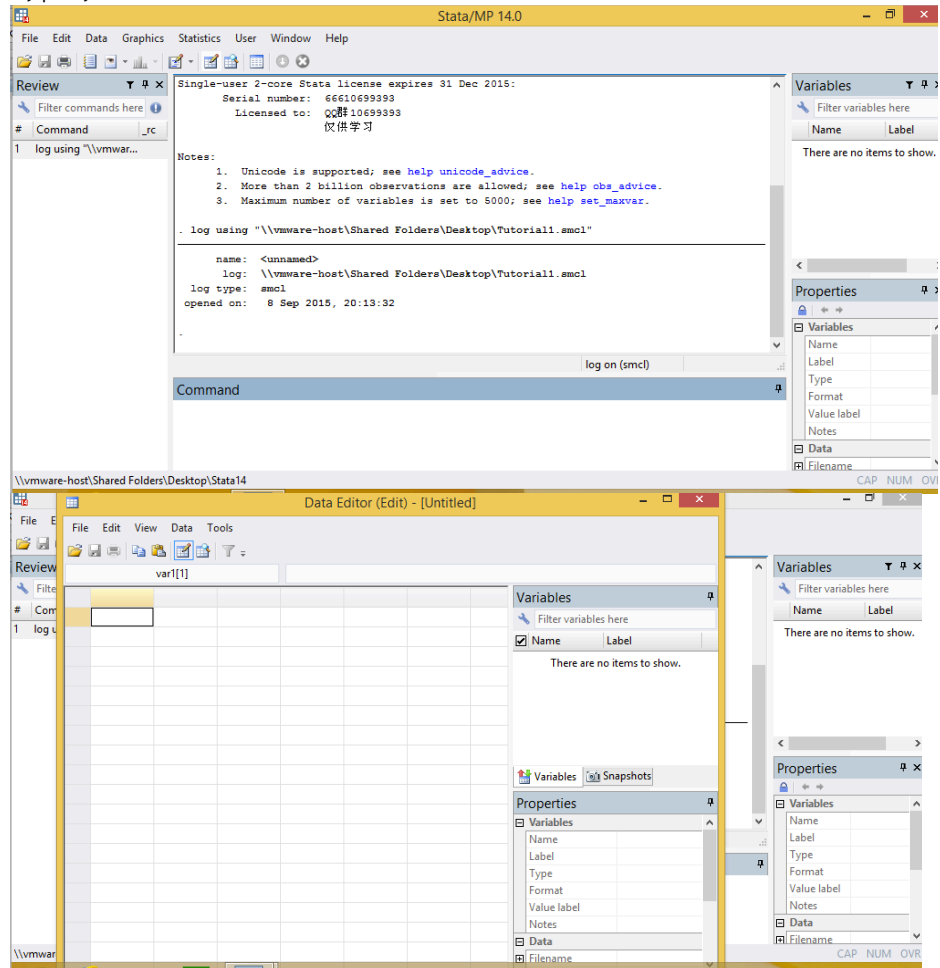 Stata/MP 14.0
File Edit Data Graphics Statistics User Window Help
Review
Filter commands here
# Command _rc
1 log using "\\vmwar...
Single-user 2-core Stata license expires 31 Dec 2015:
Serial number: 66610699393
Licensed to: QQ群10699393
仅供学习
Notes:
1. Unicode is supported; see help unicode_advice.
2. More than 2 billion observations are allowed; see help obs_advice.
3. Maximum number of variables is set to 5000; see help set_maxvar.
. log using "\\vmware-host\Shared Folders\Desktop\Tutorial1.smcl"
name: <unnamed>
log: \\vmware-host\Shared Folders\Desktop\Tutorial1.smcl
log type: smcl
opened on: 8 Sep 2015, 20:13:32
.
log on (smcl)
Command
Variables
Filter variables here
Name Label
There are no items to show.
Properties
Variables
Name
Label
Type
Format
Value label
Notes
Data
Filename
\\vmware-host\Shared Folders\Desktop\Stata14
CAP NUM OVR
Data Editor (Edit) - [Untitled]
File E
Review
Filte
# Com
1 log u
File Edit View Data Tools
var1[1]
Variables
Filter variables here
Name Label
There are no items to show.
Variables Snapshots
Properties
Variables
Name
Label
Type
Format
Value label
Notes
Data
Filename
Variables
Filter variables here
Name Label
There are no items to show.
Properties
Variables
Name
Label
Type
Format
Value label
Notes
Data
Filename
\\vmwar
CAP NUM OVR